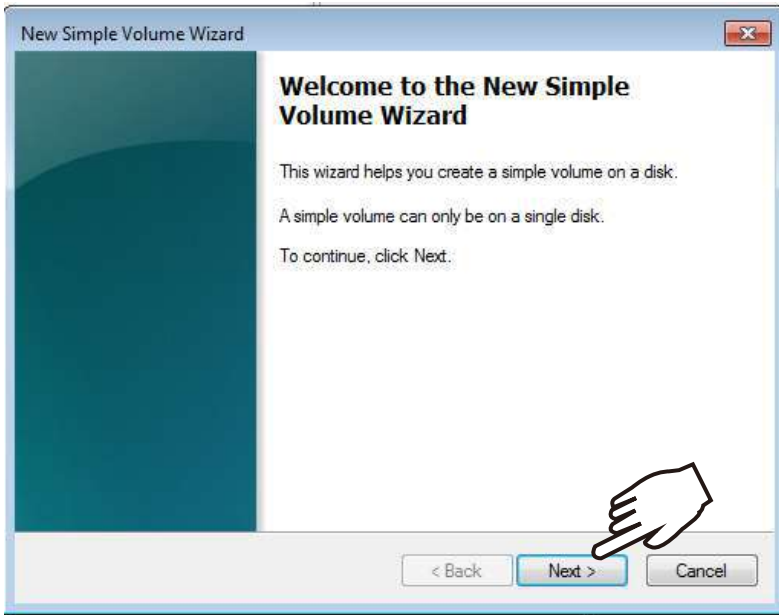 New Simple Volume Wizard
Welcome to the New Simple
Volume Wizard
This wizard helps you create a simple volume on a disk.
A simple volume can only be on a single disk.
To continue, click Next.
< Back
Next >
Cancel